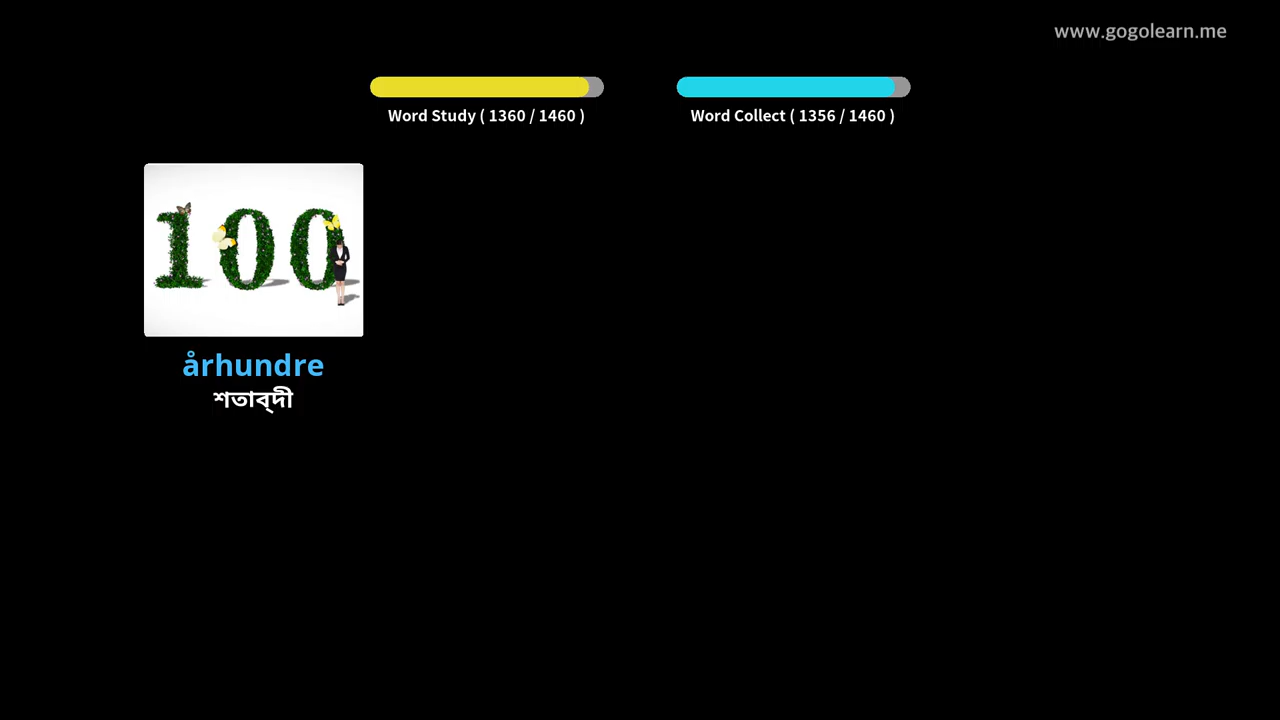 www.gogolearn.me
Word Study ( 1360 / 1460 )
Word Collect ( 1356 / 1460 )
100
århundre
শতাব্দী